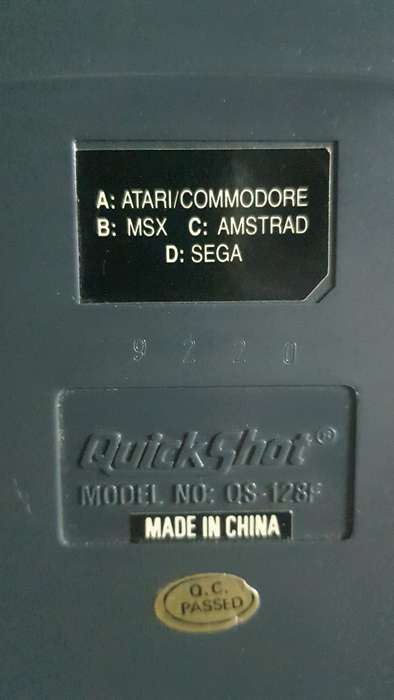 A: ATARI/COMMODORE
B: MSX C: AMSTRAD
D: SEGA
9 2 2 0
QuickShot®
MODEL NO: QS-128F
MADE IN CHINA
Q.C.
PASSED